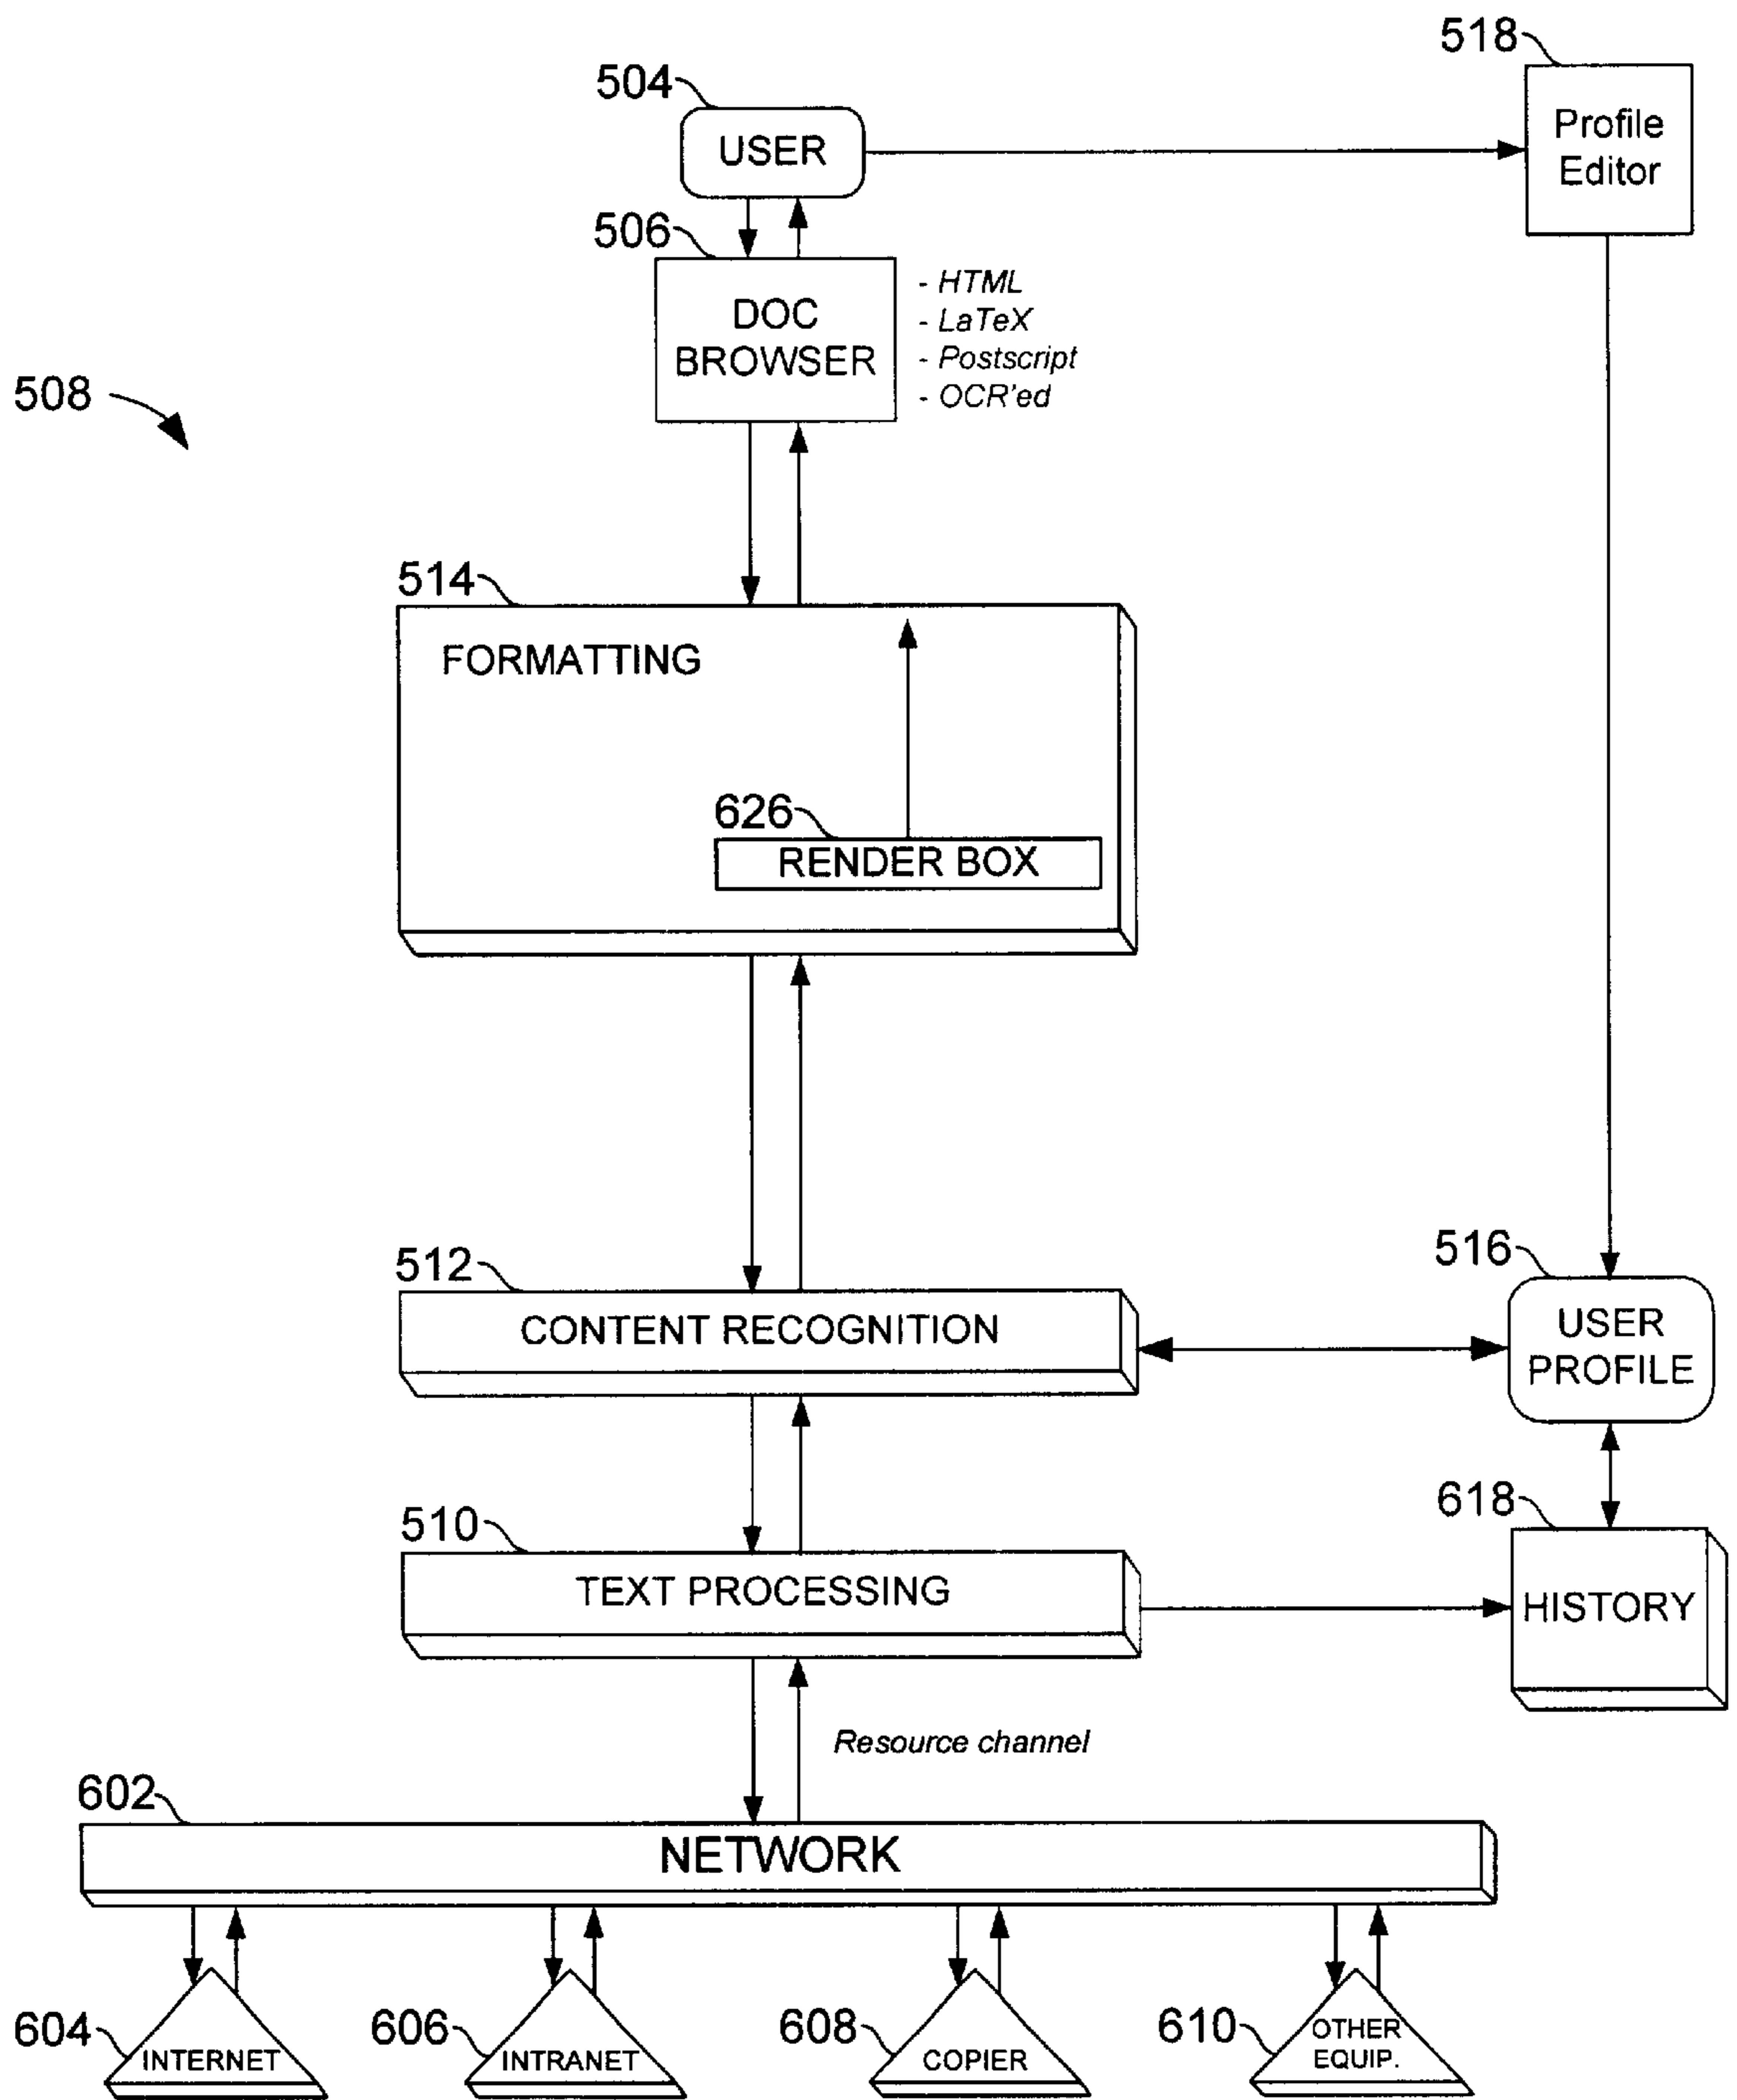 518
504
Profile
Editor
USER
506
DOC
BROWSER
- HTML
- LaTeX
- Postscript
- OCR'ed
508
514
FORMATTING
626
RENDER BOX
512
CONTENT RECOGNITION
516
USER
PROFILE
510
TEXT PROCESSING
618
HISTORY
Resource channel
602
NETWORK
604
INTERNET
606
INTRANET
608
COPIER
610
OTHER
EQUIP.